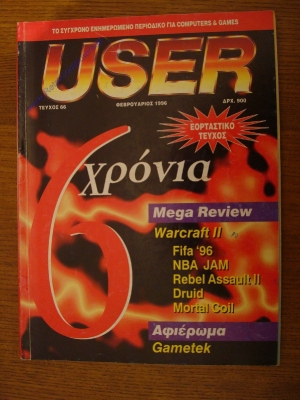 ΤΟ ΣΥΓΧΡΟΝΟ ΕΝΗΜΕΡΩΜΕΝΟ ΠΕΡΙΟΔΙΚΟ ΓΙΑ COMPUTERS & GAMES
USER
ΤΕΥΧΟΣ 66
ΦΕΒΡΟΥΑΡΙΟΣ 1996
ΔΡΧ. 900
ΕΟΡΤΑΣΤΙΚΟ
ΤΕΥΧΟΣ
6 χρόνια
Mega Review
Warcraft II
Fifa '96
NBA JAM
Rebel Assault II
Druid
Mortal Coil
Αφιέρωμα
Gametek